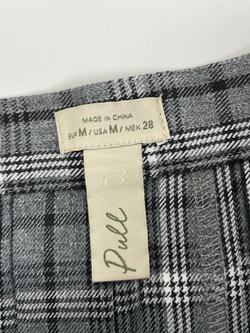 MADE IN CHINA
EUR M / USA M / MEX 28
Pull